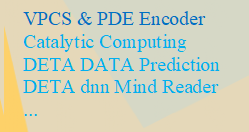 VPCS & PDE Encoder
Catalytic Computing
DETA DATA Prediction
DETA dnn Mind Reader
...